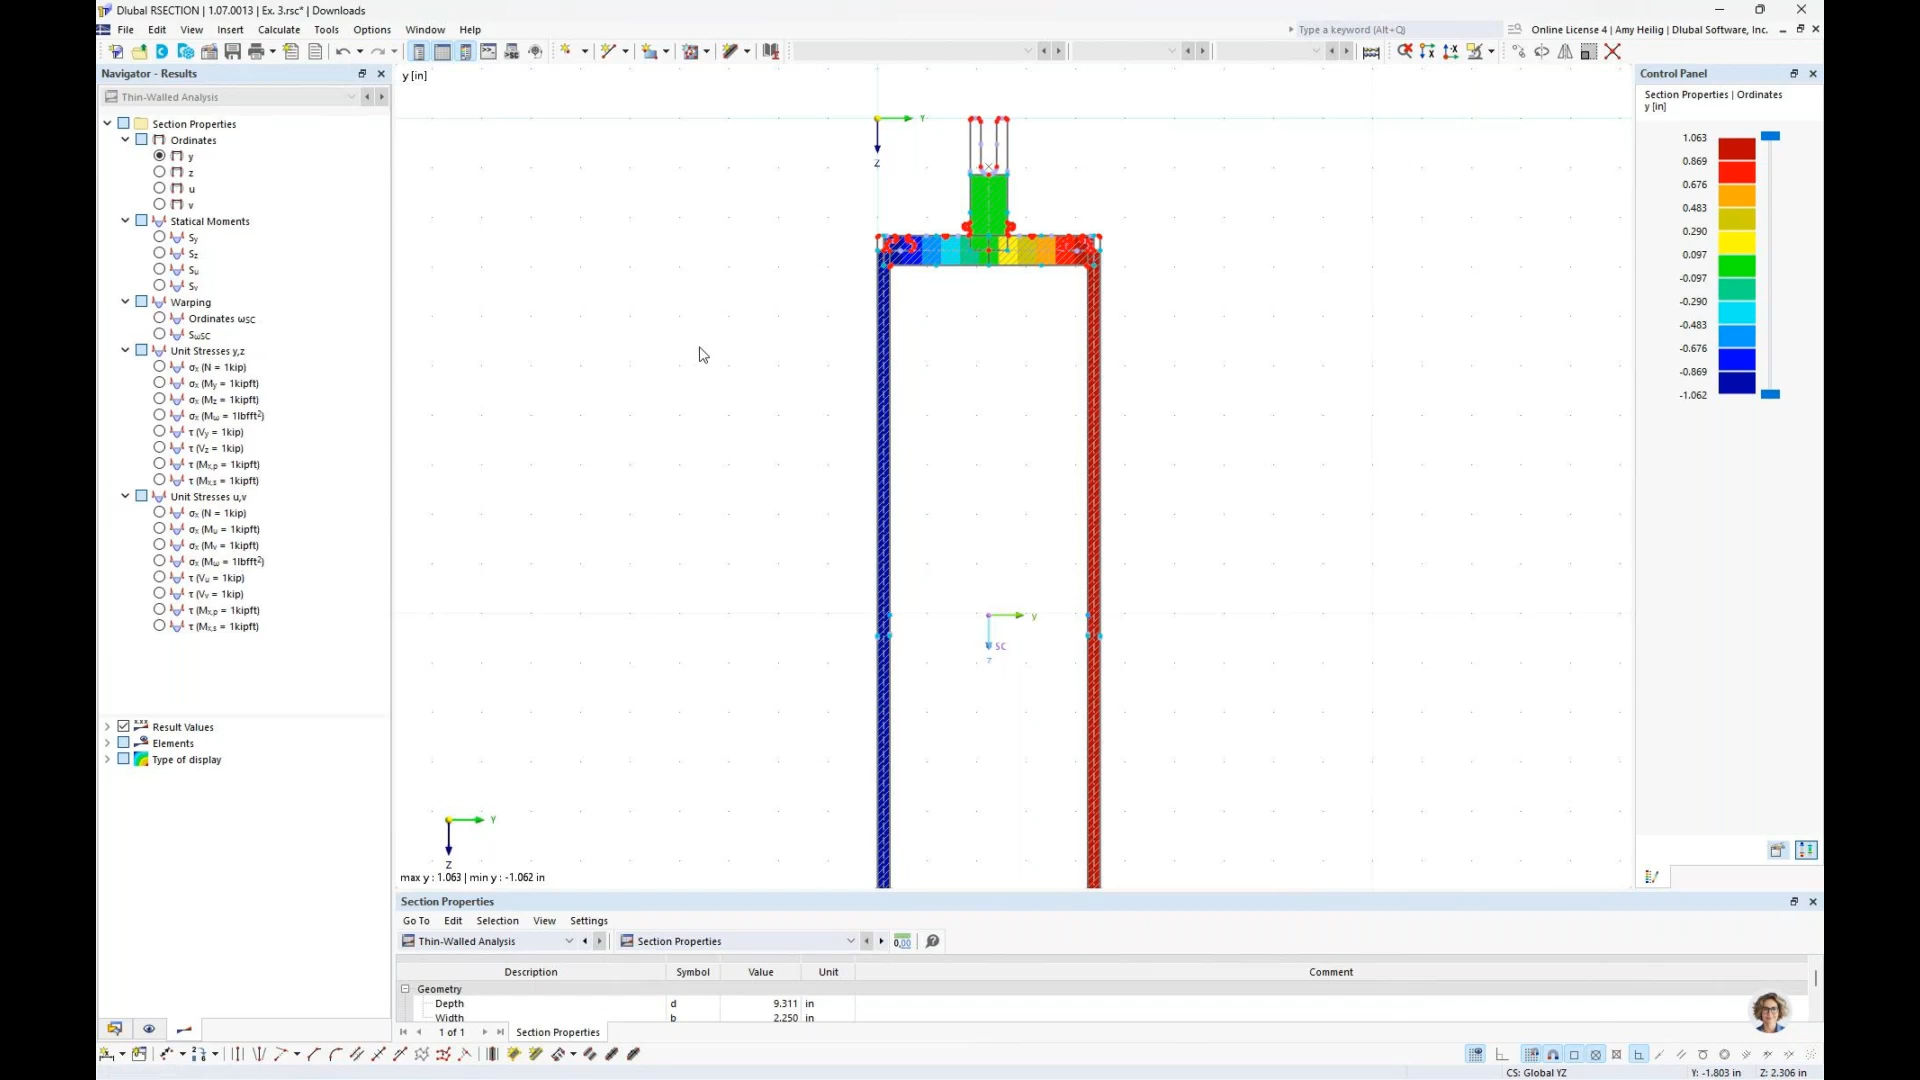 Dlubal RSECTION | 1.07.0013 | Ex. 3.rsc* | Downloads
File Edit View Insert Calculate Tools Options Window Help
Type a keyword (Alt+Q)
Online License 4 | Amy Heilig | Dlubal Software, Inc.
Navigator - Results
Thin-Walled Analysis
Section Properties
Ordinates
y
z
u
v
Statical Moments
Sy
Sz
Su
Sv
Warping
Ordinates ωSC
SωSC
Unit Stresses y,z
σx (N = 1kip)
σx (My = 1kipft)
σx (Mz = 1kipft)
σx (Mω = 1lbfft²)
τ (Vy = 1kip)
τ (Vz = 1kip)
τ (Mx,p = 1kipft)
τ (Mx,s = 1kipft)
Unit Stresses u,v
σx (N = 1kip)
σx (Mu = 1kipft)
σx (Mv = 1kipft)
σx (Mω = 1lbfft²)
τ (Vu = 1kip)
τ (Vv = 1kip)
τ (Mx,p = 1kipft)
τ (Mx,s = 1kipft)
Result Values
Elements
Type of display
y [in]
Y
Z
y
SC
z
Y
Z
max y : 1.063 | min y : -1.062 in
Control Panel
Section Properties | Ordinates
y [in]
1.063
0.869
0.676
0.483
0.290
0.097
-0.097
-0.290
-0.483
-0.676
-0.869
-1.062
Section Properties
Go To Edit Selection View Settings
Thin-Walled Analysis Section Properties 0,00
Description Symbol Value Unit Comment
Geometry
Depth d 9.311 in
Width b 2.250 in
1 of 1 Section Properties
CS: Global YZ Y: -1.803 in Z: 2.306 in